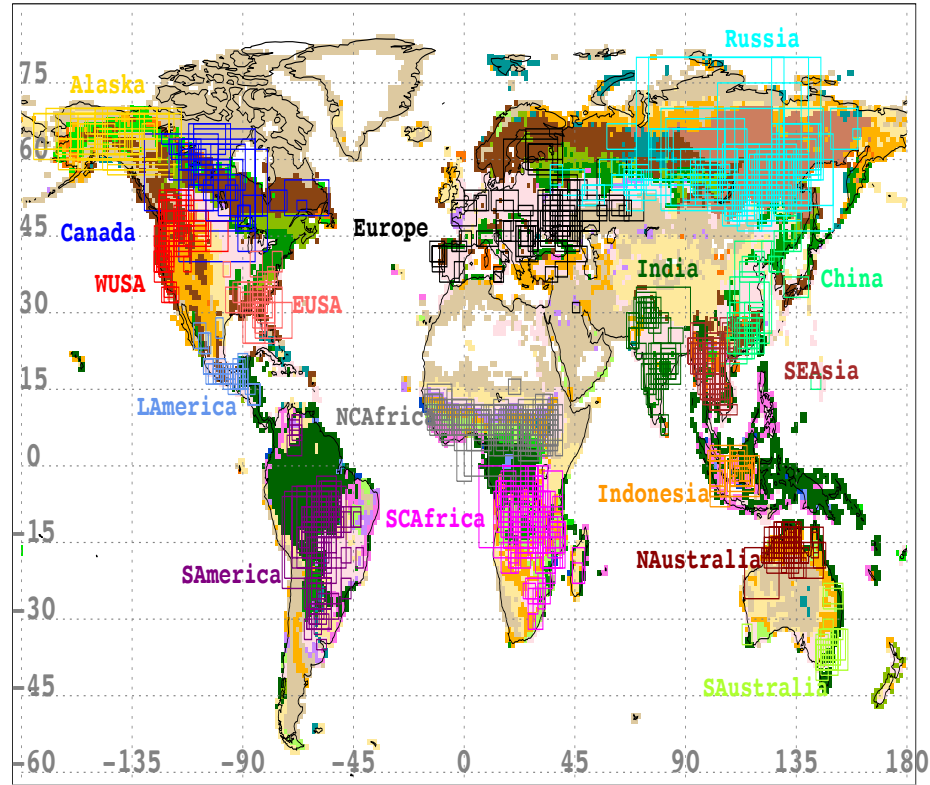 Russia
75
Alaska
60
45
Canada
Europe
WUSA
India
China
30
EUSA
SEAsia
15
LAmerica
NCAfrica
0
Indonesia
SCAfrica
-15
NAustralia
SAmerica
-30
SAustralia
-45
-60
-135
-90
-45
0
45
90
135
180